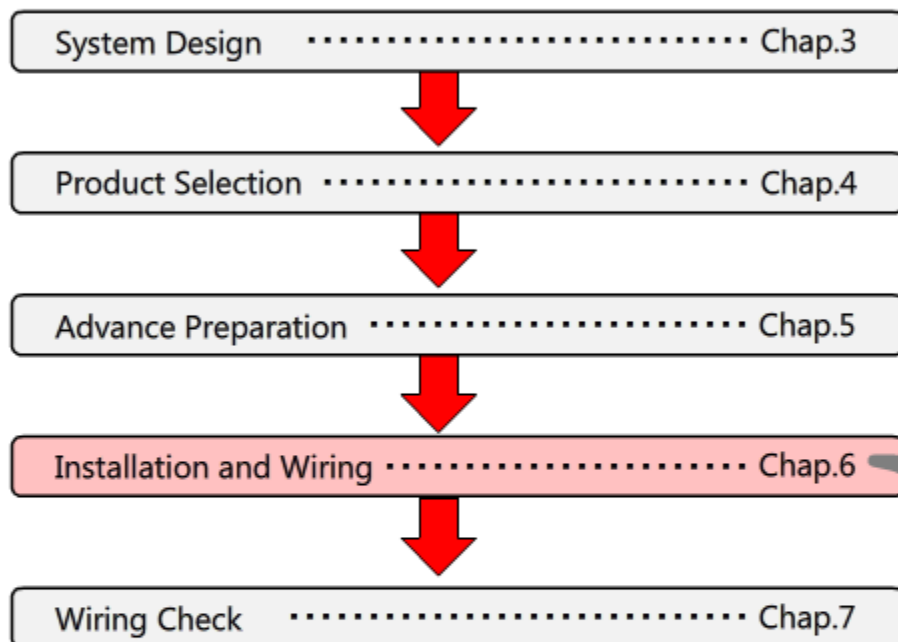 System Design ··························· Chap.3
Product Selection ·························· Chap.4
Advance Preparation ······················· Chap.5
Installation and Wiring ······················ Chap.6
Wiring Check ···························· Chap.7